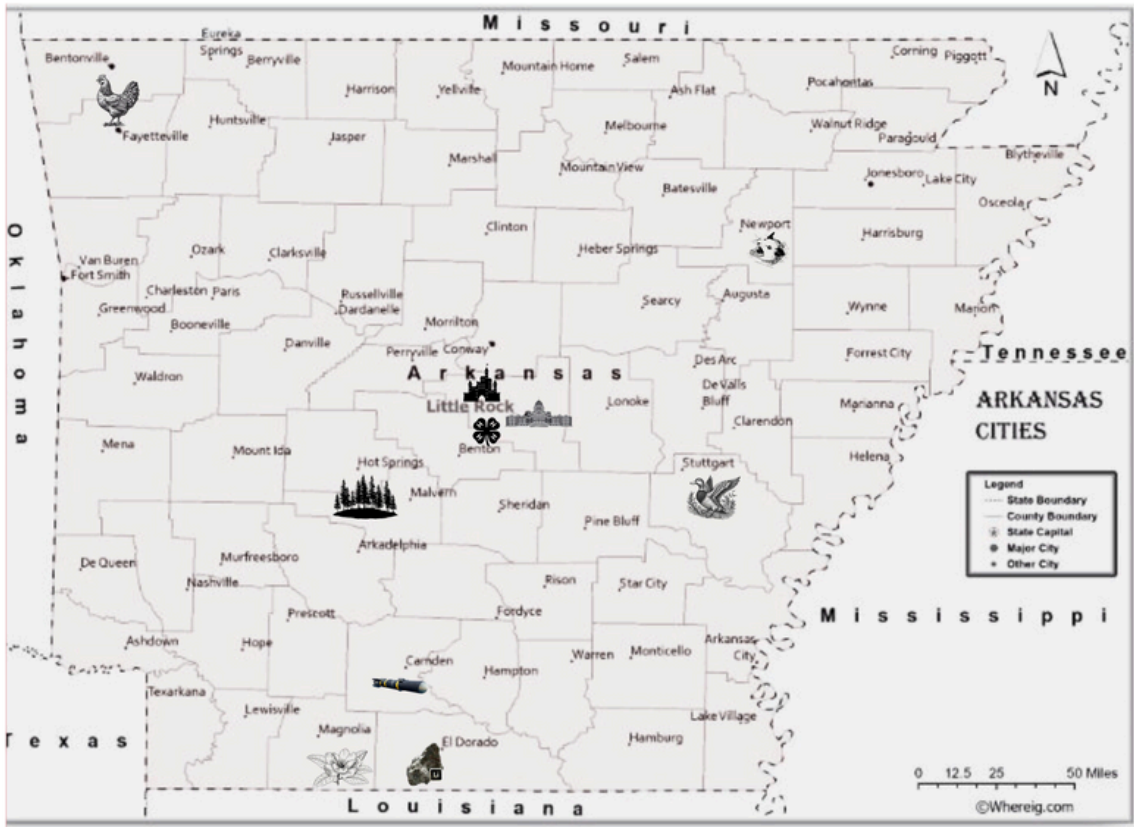 Missouri
Eureka
Springs
Bentonville
Berryville
Mountain Home
Salem
Corning
Piggott
N
Harrison
Yellville
Ash Flat
Pocahontas
Huntsville
Fayetteville
Jasper
Melbourne
Walnut Ridge
Paragould
Marshall
Mountain View
Blytheville
Batesville
Jonesboro
Lake City
Osceola
Oklahoma
Clinton
Newport
Harrisburg
Ozark
Clarksville
Heber Springs
Van Buren
Fort Smith
Charleston
Paris
Russellville
Dardanelle
Searcy
Augusta
Greenwood
Booneville
Morrilton
Wynne
Marion
Danville
Perryville
Conway
Des Arc
Forrest City
Tennessee
Arkansas
Waldron
De Valls
Bluff
Little Rock
Lonoke
Marianna
ARKANSAS
CITIES
Clarendon
Mena
Mount Ida
Benton
Helena
Hot Springs
Stuttgart
Malvern
Sheridan
Pine Bluff
Legend
State Boundary
County Boundary
State Capital
Major City
Other City
Arkadelphia
De Queen
Murfreesboro
Nashville
Rison
Star City
Prescott
Fordyce
Mississippi
Ashdown
Hope
Camden
Hampton
Warren
Monticello
Arkansas
City
Texarkana
Lewisville
Magnolia
El Dorado
Hamburg
Lake Village
Texas
U
0 12.5 25 50 Miles
Louisiana
©Whereig.com